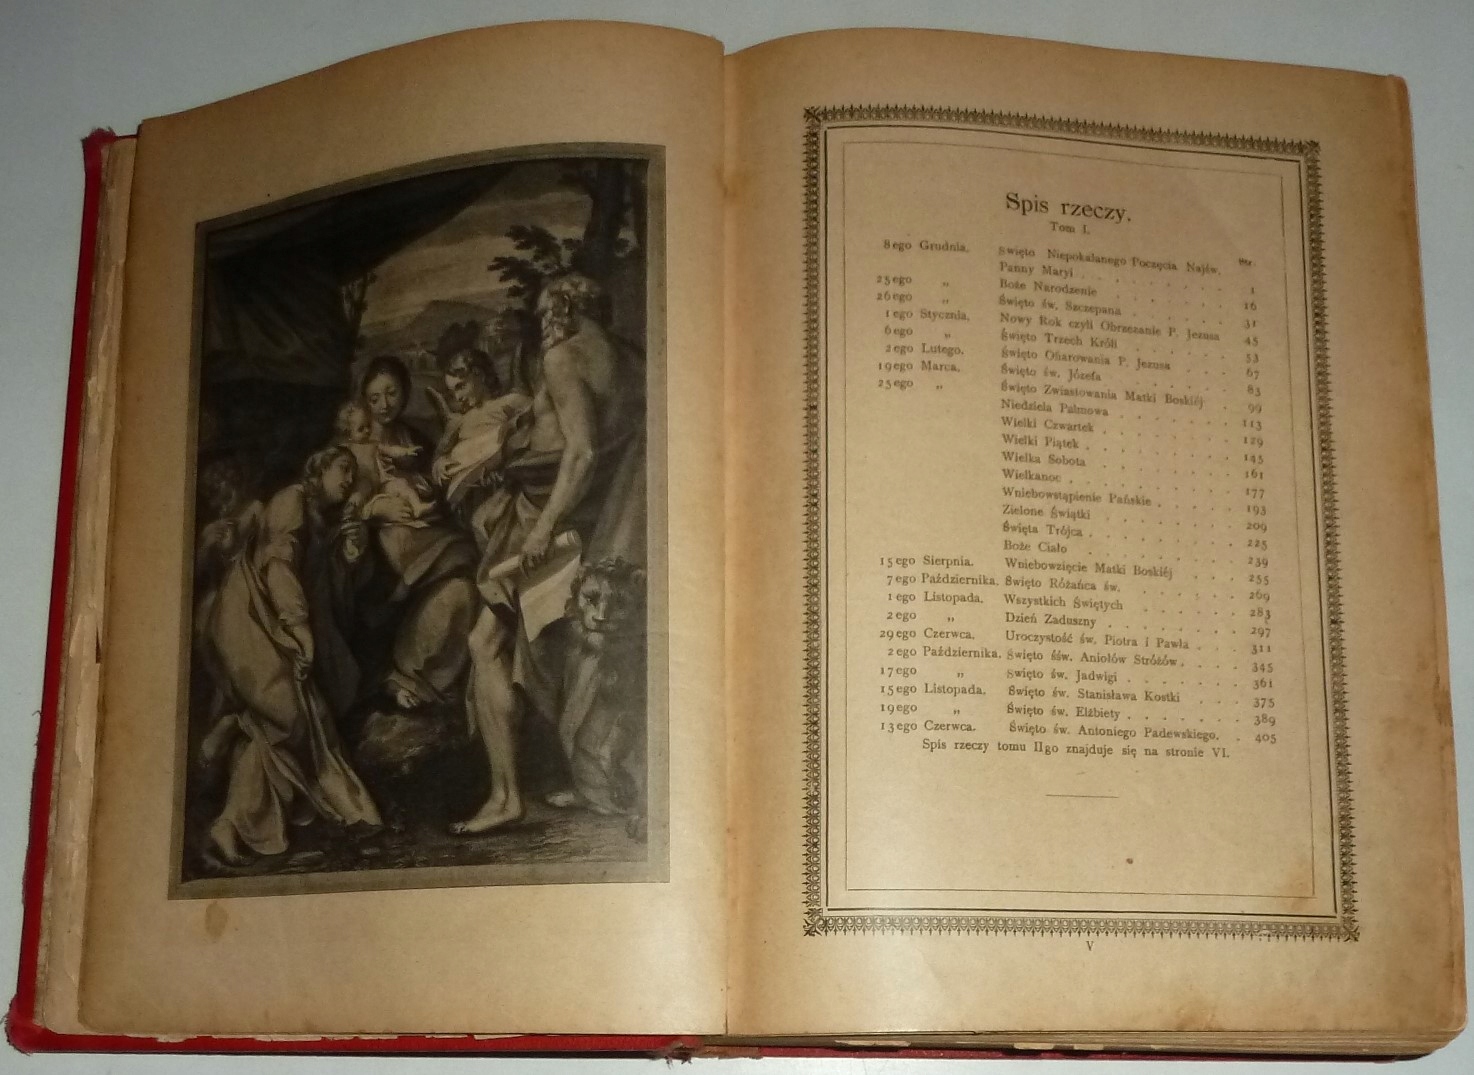 Spis rzeczy.
Tom I.
str.
8ego Grudnia. Święto Niepokalanego Poczęcia Najśw.
Panny Maryi . . . . . . . . 1
25ego „ Boże Narodzenie . . . . . . 16
26ego „ Święto św. Szczepana . . . . . 31
1ego Stycznia. Nowy Rok czyli Obrzezanie P. Jezusa 45
6ego „ Święto Trzech Króli . . . . . 53
2ego Lutego. Święto Ofiarowania P. Jezusa . . . 67
19ego Marca. Święto św. Józefa . . . . . . 83
25ego „ Święto Zwiastowania Matki Boskiéj . 99
Niedziela Palmowa . . . . . . 113
Wielki Czwartek . . . . . . . 129
Wielki Piątek . . . . . . . . 145
Wielka Sobota . . . . . . . 161
Wielkanoc . . . . . . . . 177
Wniebowstąpienie Pańskie . . . . 193
Zielone Świątki . . . . . . . 209
Święta Trójca . . . . . . . . 225
Boże Ciało . . . . . . . . 239
15ego Sierpnia. Wniebowzięcie Matki Boskiéj . . . 255
7ego Października. Święto Różańca św. . . . . . 269
1ego Listopada. Wszystkich Świętych . . . . . 283
2ego „ Dzień Zaduszny . . . . . . . 297
29ego Czerwca. Uroczystość św. Piotra i Pawła . . . 311
2ego Października. Święto śśw. Aniołów Stróżów . . . . 345
17ego „ Święto św. Jadwigi . . . . . . 361
15ego Listopada. Święto św. Stanisława Kostki . . . 375
19ego „ Święto św. Elżbiety . . . . . . 389
13ego Czerwca. Święto św. Antoniego Padewskiego. . 405
Spis rzeczy tomu IIgo znajduje się na stronie VI.
V